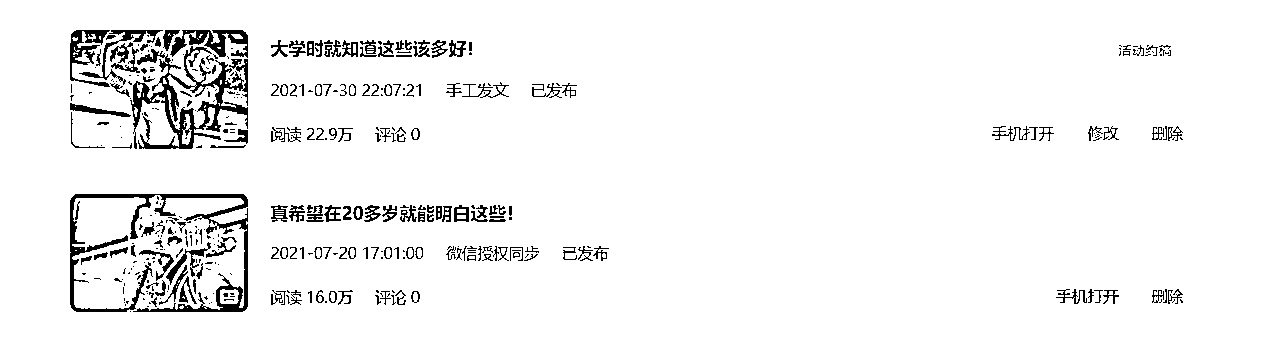 大学时就知道这些该多好!
活动约稿
2021-07-30 22:07:21 手工发文 已发布
阅读 22.9万 评论 0
手机打开 修改 删除
真希望在20多岁就能明白这些!
2021-07-20 17:01:00 微信授权同步 已发布
阅读 16.0万 评论 0
手机打开 删除